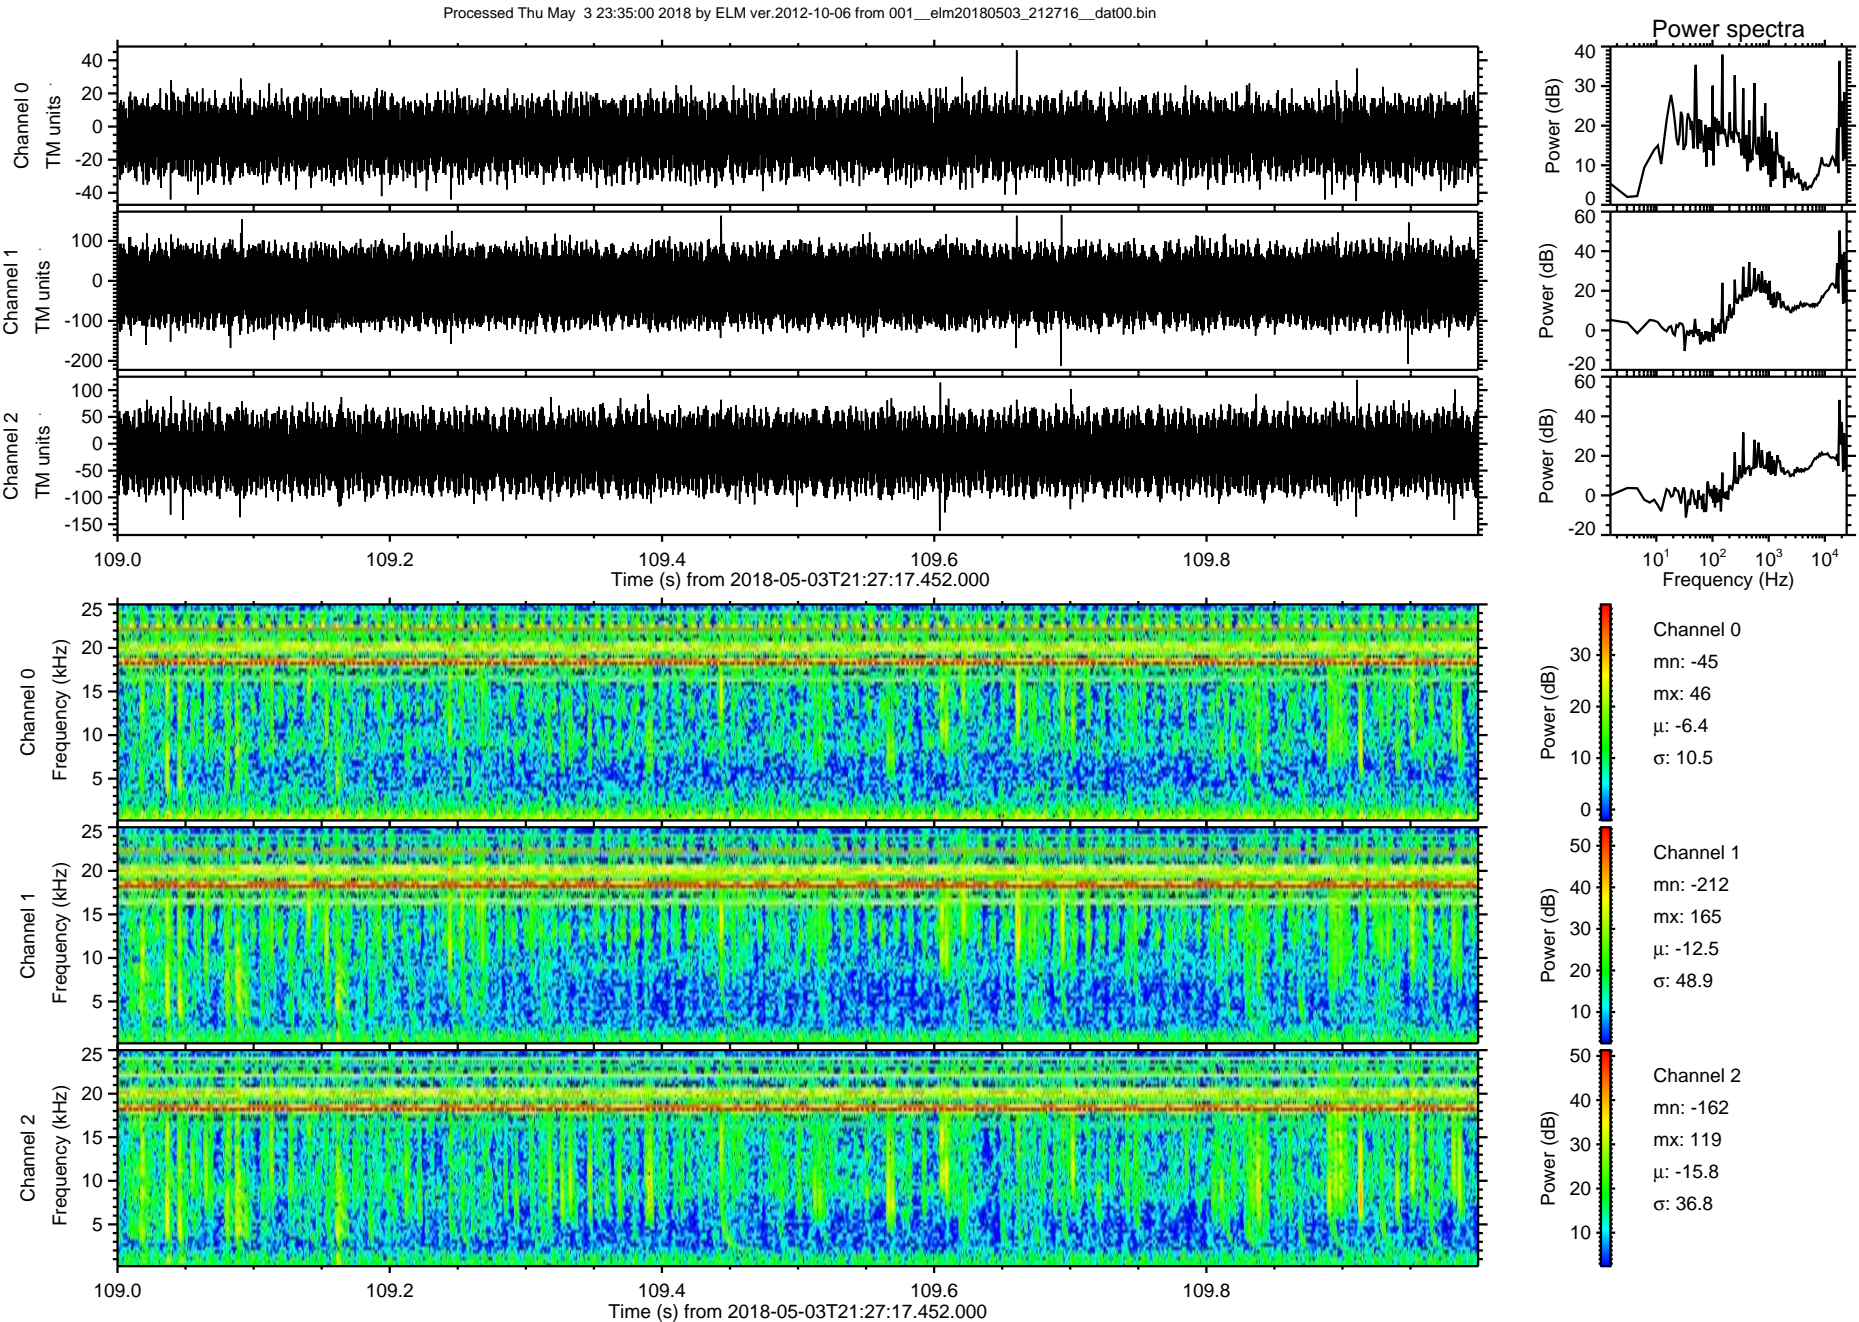 Processed Thu May  3 23:35:00 2018 by ELM ver.2012-10-06 from 001__elm20180503_212716__dat00.bin
Power spectra
Channel 0
TM units
40
20
0
-20
-40
Power (dB)
40
30
20
10
0
Channel 1
TM units
100
0
-100
-200
Power (dB)
60
40
20
0
-20
Channel 2
TM units
100
50
0
-50
-100
-150
Power (dB)
60
40
20
0
-20
109.0 109.2 109.4 109.6 109.8
Time (s) from 2018-05-03T21:27:17.452.000
10^1 10^2 10^3 10^4
Frequency (Hz)
Channel 0
Frequency (kHz)
25
20
15
10
5
Power (dB)
30
20
10
0
Channel 0
mn: -45
mx: 46
μ: -6.4
σ: 10.5
Channel 1
Frequency (kHz)
25
20
15
10
5
Power (dB)
50
40
30
20
10
Channel 1
mn: -212
mx: 165
μ: -12.5
σ: 48.9
Channel 2
Frequency (kHz)
25
20
15
10
5
Power (dB)
50
40
30
20
10
Channel 2
mn: -162
mx: 119
μ: -15.8
σ: 36.8
109.0 109.2 109.4 109.6 109.8
Time (s) from 2018-05-03T21:27:17.452.000